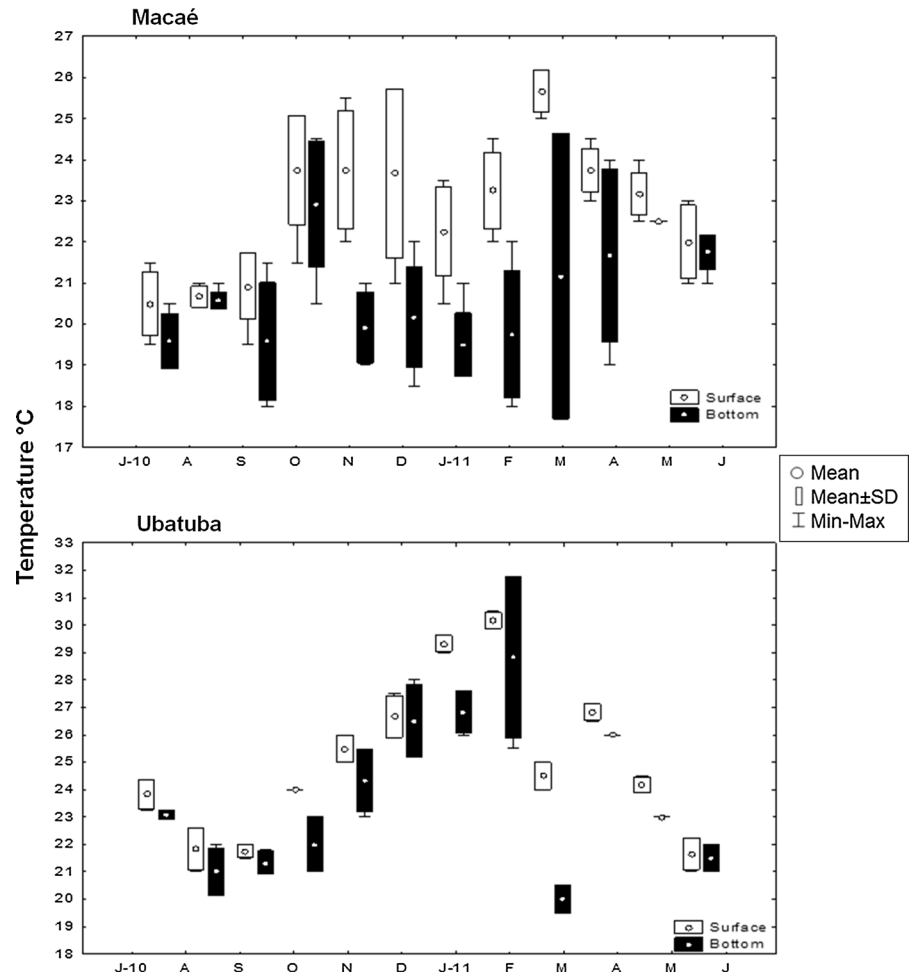 Macaé
27
26
25
24
23
22
21
20
19
18
17
Surface
Bottom
J-10 A S O N D J-11 F M A M J
Temperature °C
Mean
Mean±SD
Min-Max
Ubatuba
33
32
31
30
29
28
27
26
25
24
23
22
21
20
19
18
Surface
Bottom
J-10 A S O N D J-11 F M A M J